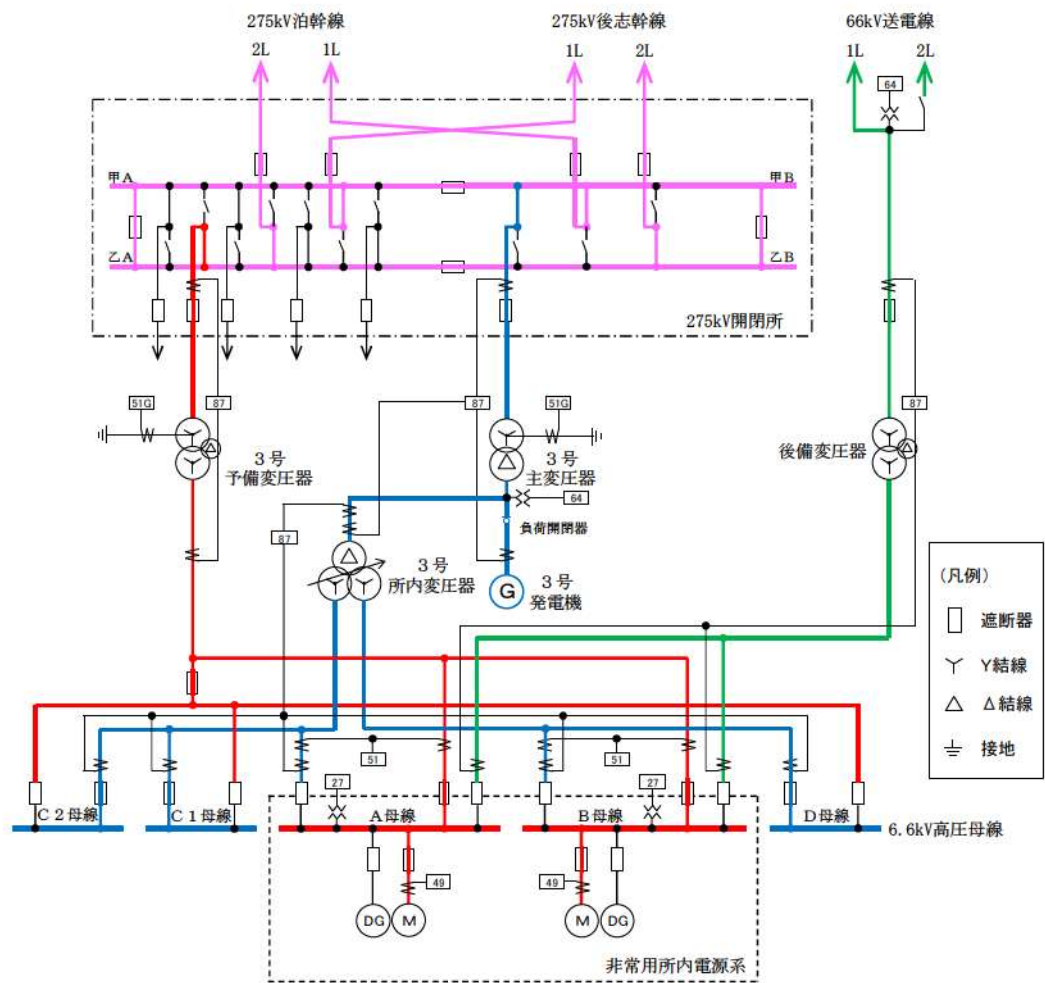 275kV泊幹線
275kV後志幹線
66kV送電線
2L
1L
1L
2L
1L
2L
64
甲A
甲B
乙A
乙B
275kV開閉所
51G
87
87
51G
87
3号
予備変圧器
3号
主変圧器
後備変圧器
64
負荷開閉器
87
3号
所内変圧器
G
3号
発電機
(凡例)
遮断器
Y結線
Δ結線
接地
51
51
27
27
C2母線
C1母線
A母線
B母線
D母線
6.6kV高圧母線
49
49
DG
M
M
DG
非常用所内電源系